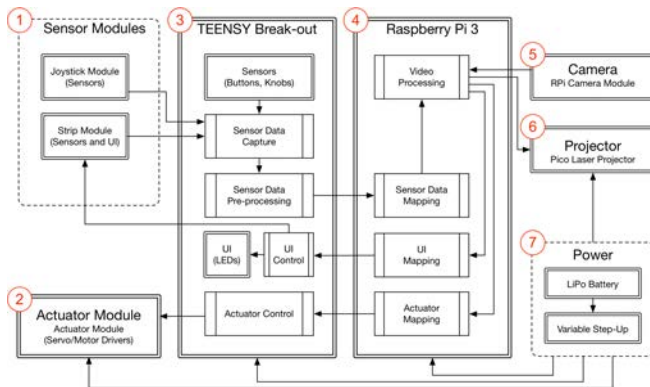 1
Sensor Modules
Joystick Module
(Sensors)
Strip Module
(Sensors and UI)
2
Actuator Module
Actuator Module
(Servo/Motor Drivers)
3
TEENSY Break-out
Sensors
(Buttons, Knobs)
Sensor Data
Capture
Sensor Data
Pre-processing
UI
(LEDs)
UI
Control
Actuator Control
4
Raspberry Pi 3
Video
Processing
Sensor Data
Mapping
UI
Mapping
Actuator
Mapping
5
Camera
RPi Camera Module
6
Projector
Pico Laser Projector
7
Power
LiPo Battery
Variable Step-Up